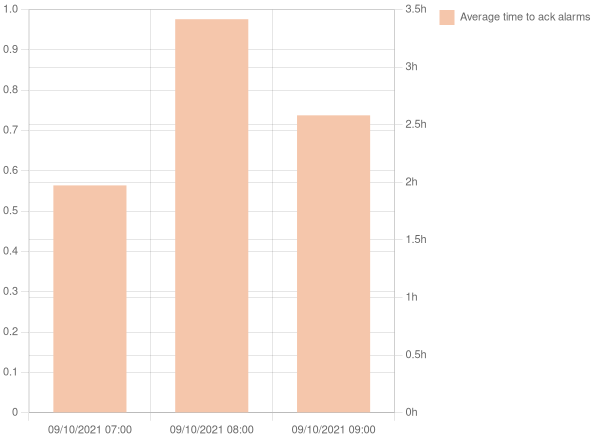 1.0
0.9
0.8
0.7
0.6
0.5
0.4
0.3
0.2
0.1
0
3.5h
3h
2.5h
2h
1.5h
1h
0.5h
0h
Average time to ack alarms
09/10/2021 07:00
09/10/2021 08:00
09/10/2021 09:00